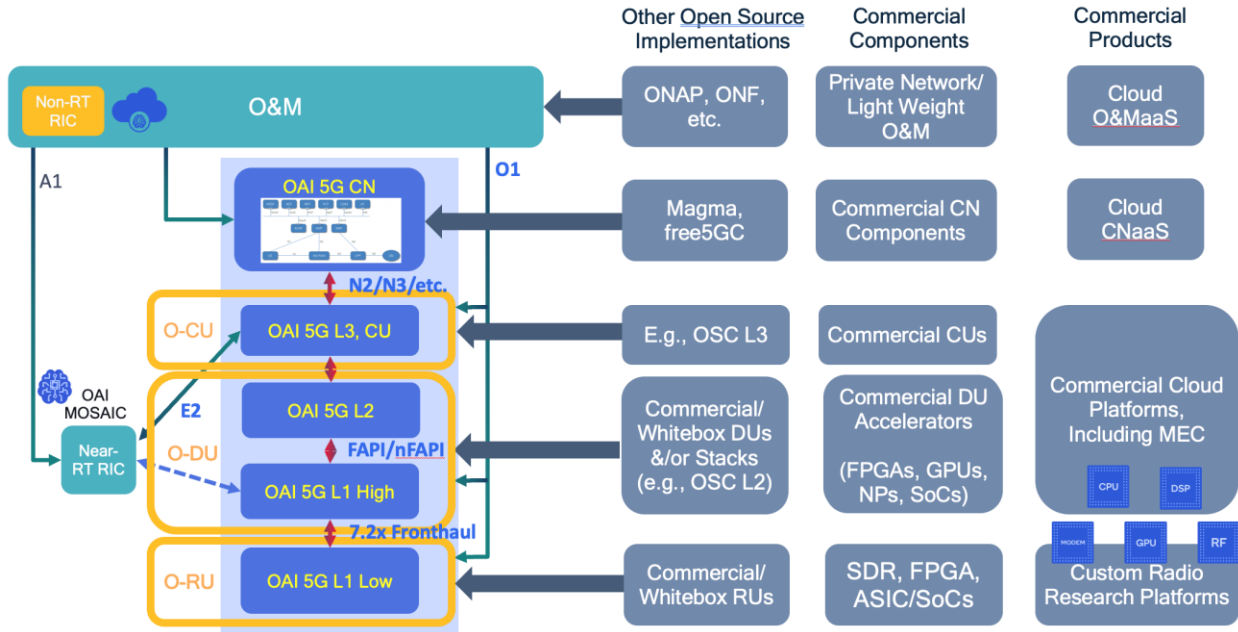 Other Open Source
Implementations
Commercial
Components
Commercial
Products
Non-RT
RIC
O&M
ONAP, ONF,
etc.
Private Network/
Light Weight
O&M
Cloud
O&MaaS
A1
O1
OAI 5G CN
Magma,
free5GC
Commercial CN
Components
Cloud
CNaaS
N2/N3/etc.
O-CU
OAI 5G L3, CU
E.g., OSC L3
Commercial CUs
OAI
MOSAIC
E2
Near-
RT RIC
O-DU
OAI 5G L2
FAPI/nFAPI
OAI 5G L1 High
Commercial/
Whitebox DUs
&/or Stacks
(e.g., OSC L2)
Commercial DU
Accelerators
(FPGAs, GPUs,
NPs, SoCs)
Commercial Cloud
Platforms,
Including MEC
CPU
DSP
7.2x Fronthaul
MODEM
GPU
RF
O-RU
OAI 5G L1 Low
Commercial/
Whitebox RUs
SDR, FPGA,
ASIC/SoCs
Custom Radio
Research Platforms